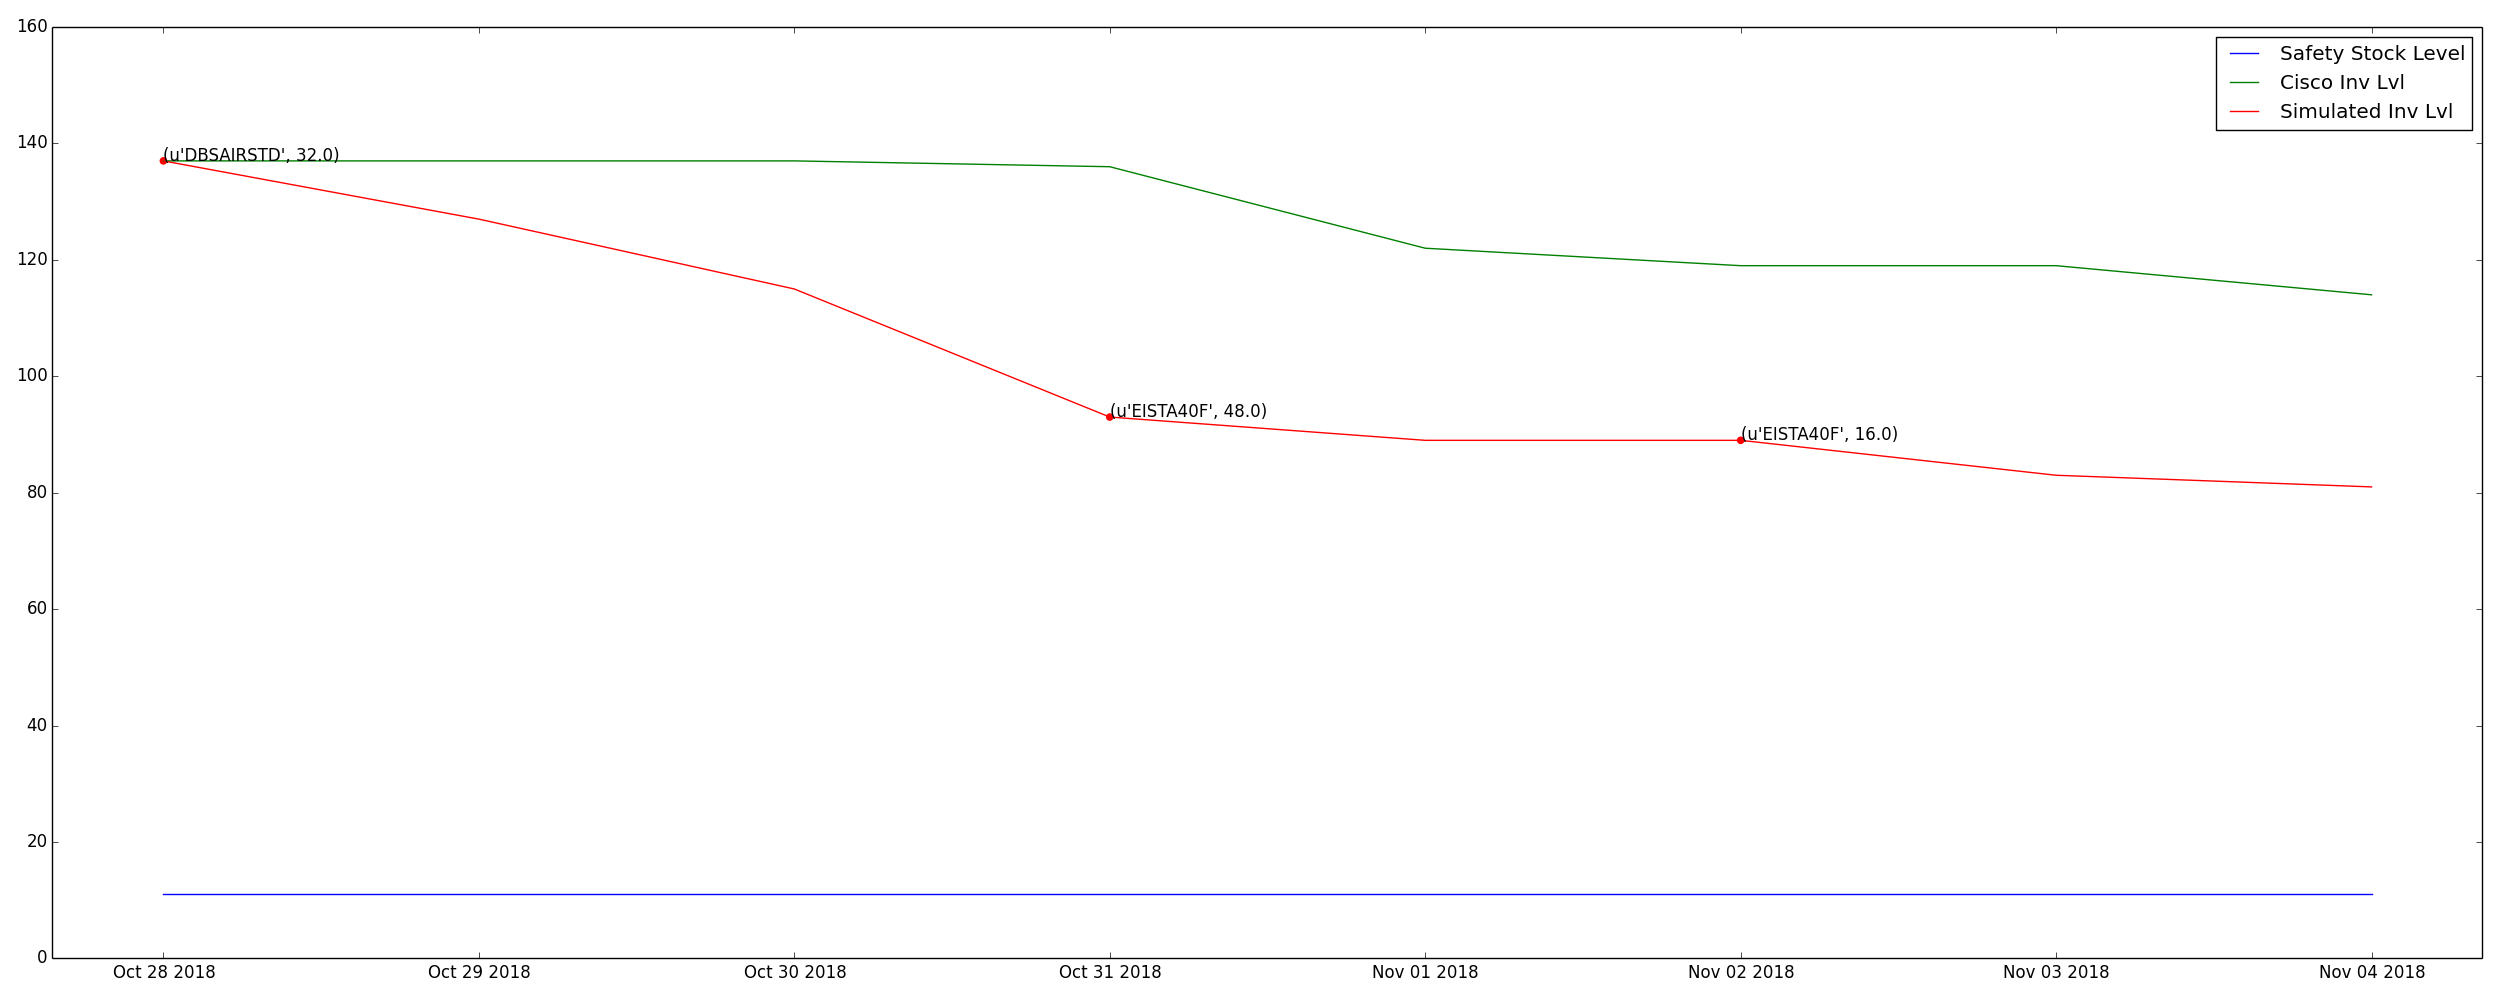 160
140
120
100
80
60
40
20
0
Safety Stock Level
Cisco Inv Lvl
Simulated Inv Lvl
(u'DBSAIRSTD', 32.0)
(u'EISTA40F', 48.0)
(u'EISTA40F', 16.0)
Oct 28 2018
Oct 29 2018
Oct 30 2018
Oct 31 2018
Nov 01 2018
Nov 02 2018
Nov 03 2018
Nov 04 2018